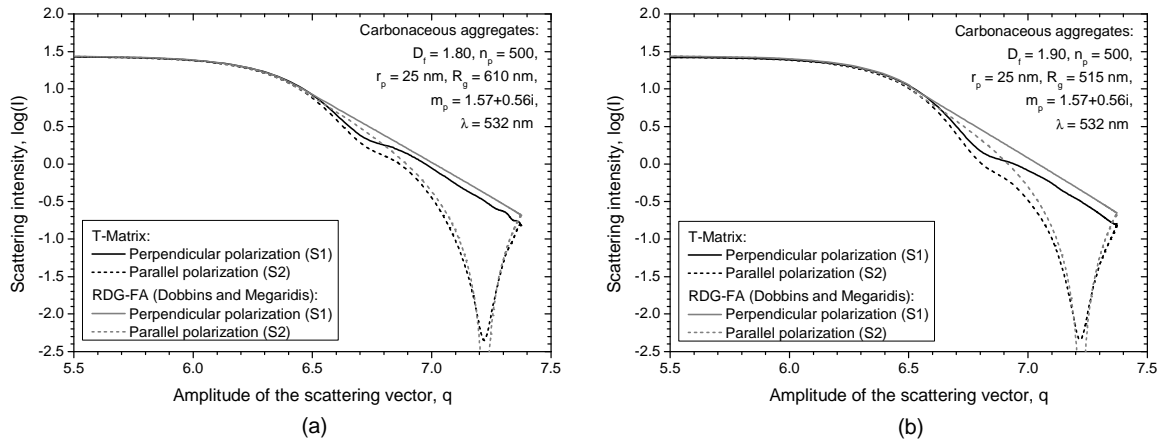 Carbonaceous aggregates:
D_f = 1.80, n_p = 500,
r_p = 25 nm, R_g = 610 nm,
m_p = 1.57+0.56i,
λ = 532 nm
Scattering intensity, log(I)
2.0
1.5
1.0
0.5
0.0
-0.5
-1.0
-1.5
-2.0
-2.5
T-Matrix:
Perpendicular polarization (S1)
Parallel polarization (S2)
RDG-FA (Dobbins and Megaridis):
Perpendicular polarization (S1)
Parallel polarization (S2)
5.5 6.0 6.5 7.0 7.5
Amplitude of the scattering vector, q
(a)
Carbonaceous aggregates:
D_f = 1.90, n_p = 500,
r_p = 25 nm, R_g = 515 nm,
m_p = 1.57+0.56i,
λ = 532 nm
Scattering intensity, log(I)
2.0
1.5
1.0
0.5
0.0
-0.5
-1.0
-1.5
-2.0
-2.5
T-Matrix:
Perpendicular polarization (S1)
Parallel polarization (S2)
RDG-FA (Dobbins and Megaridis):
Perpendicular polarization (S1)
Parallel polarization (S2)
5.5 6.0 6.5 7.0 7.5
Amplitude of the scattering vector, q
(b)